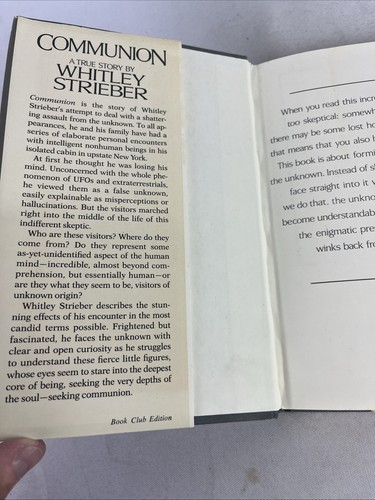 COMMUNION
A TRUE STORY BY
WHITLEY
STRIEBER
Communion is the story of Whitley
Strieber's attempt to deal with a shatter-
ing assault from the unknown. To all ap-
pearances, he and his family have had a
series of elaborate personal encounters
with intelligent nonhuman beings in his
isolated cabin in upstate New York.
At first he thought he was losing his
mind. Unconcerned with the whole phe-
nomenon of UFOs and extraterrestrials,
he viewed them as a false unknown,
easily explainable as misperceptions or
hallucinations. But the visitors marched
right into the middle of the life of this
indifferent skeptic.
Who are these visitors? Where do they
come from? Do they represent some
as-yet-unidentified aspect of the human
mind—incredible, almost beyond com-
prehension, but essentially human—or
are they what they seem to be, visitors of
unknown origin?
Whitley Strieber describes the stun-
ning effects of his encounter in the most
candid terms possible. Frightened but
fascinated, he faces the unknown with
clear and open curiosity as he struggles
to understand these fierce little figures,
whose eyes seem to stare into the deepest
core of being, seeking the very depths of
the soul—seeking communion.
Book Club Edition
When you read this incre
too skeptical: somewh
there may be some lost ho
that means that you also b
This book is about formi
the unknown. Instead of s
face straight into it v
we do that, the unkno
become understandabl
the enigmatic pre
winks back fro